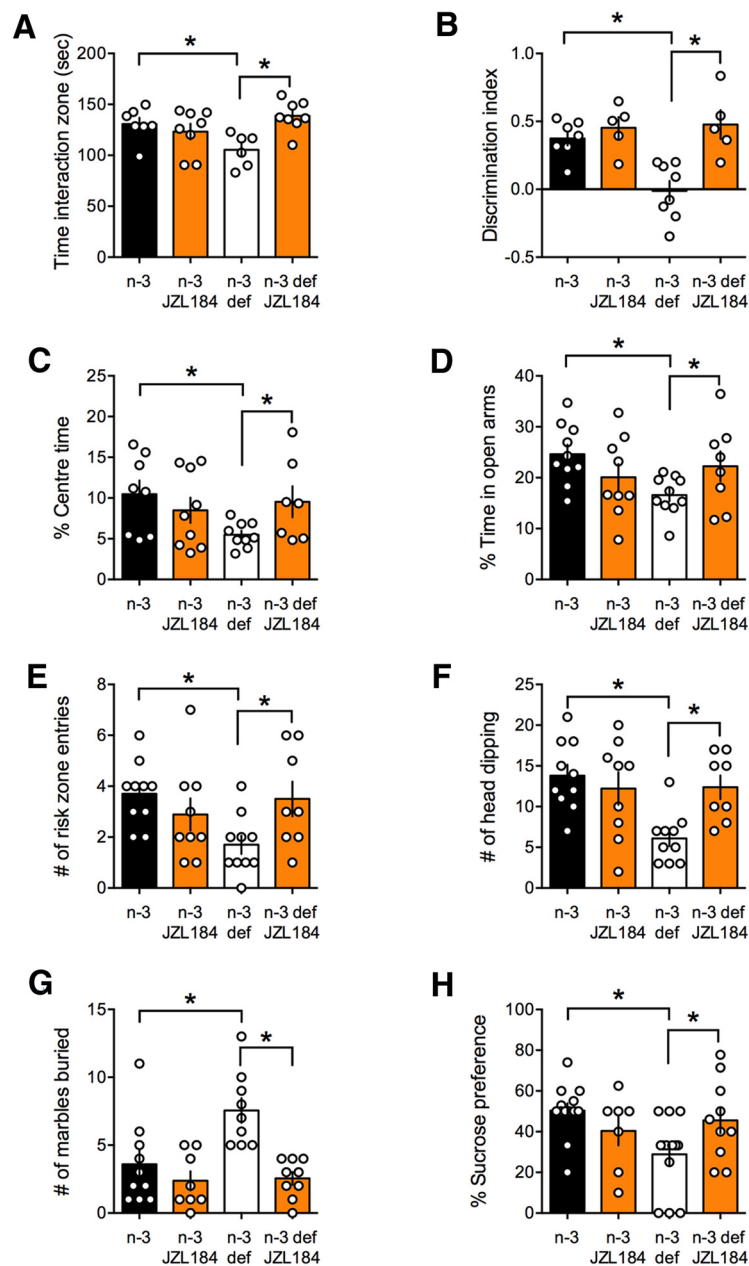 A
Time interaction zone (sec)
200
150
100
50
0
*
*
n-3
n-3
JZL184
n-3
def
n-3 def
JZL184
B
Discrimination index
1.0
0.5
0.0
-0.5
*
*
n-3
n-3
JZL184
n-3
def
n-3 def
JZL184
C
% Centre time
25
20
15
10
5
0
*
*
n-3
n-3
JZL184
n-3
def
n-3 def
JZL184
D
% Time in open arms
40
30
20
10
0
*
*
n-3
n-3
JZL184
n-3
def
n-3 def
JZL184
E
# of risk zone entries
8
6
4
2
0
*
*
n-3
n-3
JZL184
n-3
def
n-3 def
JZL184
F
# of head dipping
25
20
15
10
5
0
*
*
n-3
n-3
JZL184
n-3
def
n-3 def
JZL184
G
# of marbles buried
15
10
5
0
*
*
n-3
n-3
JZL184
n-3
def
n-3 def
JZL184
H
% Sucrose preference
100
80
60
40
20
0
*
*
n-3
n-3
JZL184
n-3
def
n-3 def
JZL184